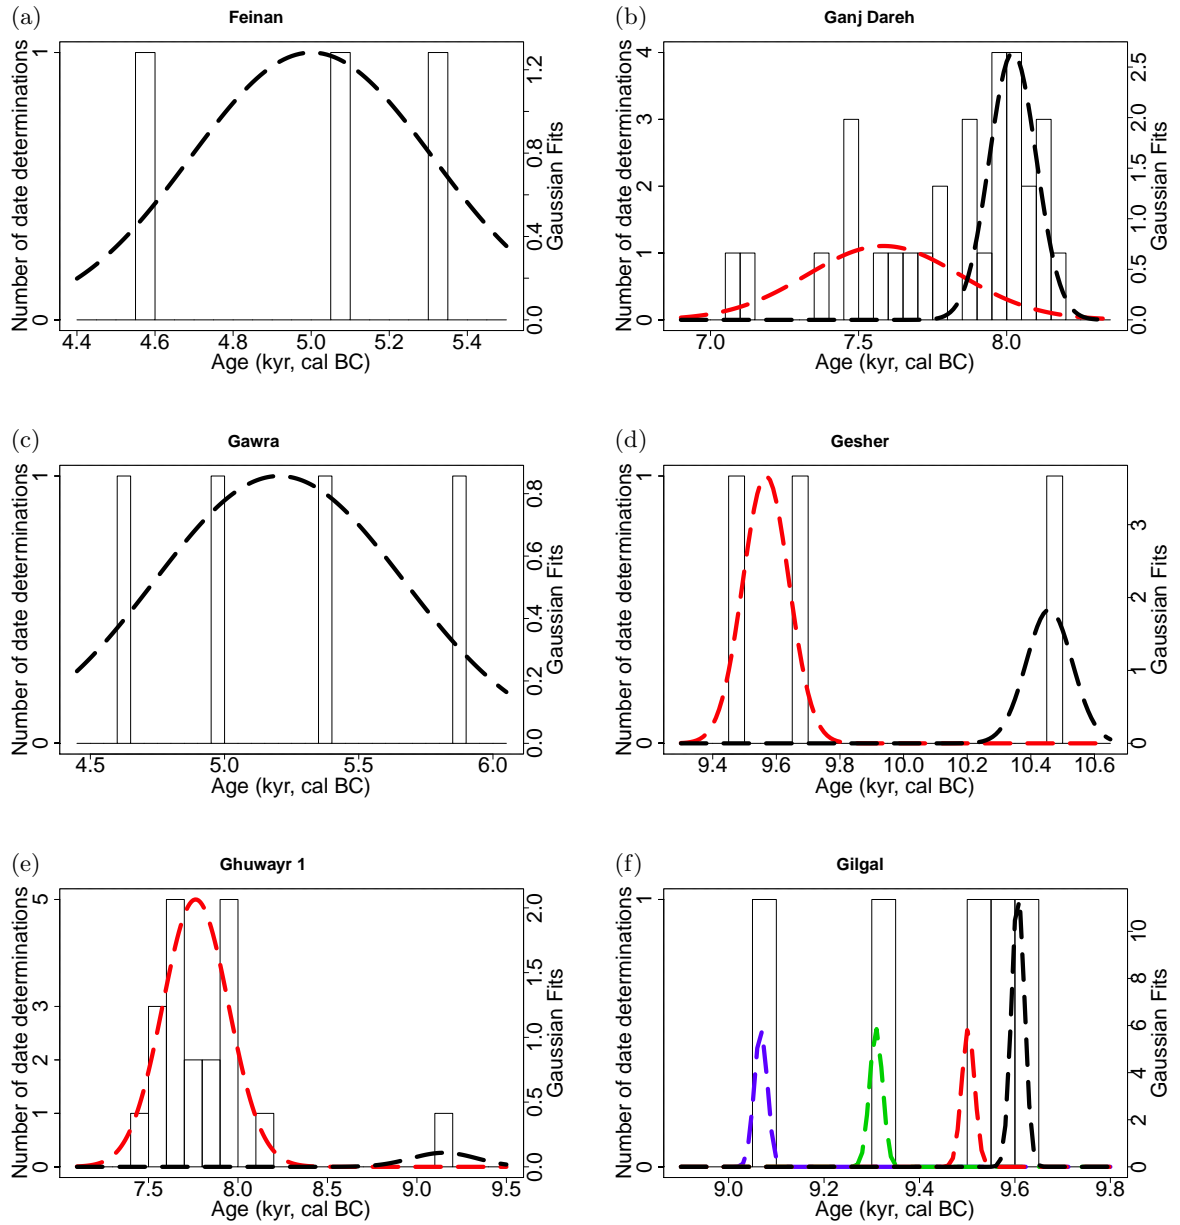 (a) Feinan
Number of date determinations
0 1
0.0 0.4 0.8 1.2
Gaussian Fits
4.4 4.6 4.8 5.0 5.2 5.4
Age (kyr, cal BC)
(b) Ganj Dareh
Number of date determinations
0 1 2 3 4
0.0 0.5 1.0 1.5 2.0 2.5
Gaussian Fits
7.0 7.5 8.0
Age (kyr, cal BC)
(c) Gawra
Number of date determinations
0 1
0.0 0.2 0.4 0.6 0.8
Gaussian Fits
4.5 5.0 5.5 6.0
Age (kyr, cal BC)
(d) Gesher
Number of date determinations
0 1
0 1 2 3
Gaussian Fits
9.4 9.6 9.8 10.0 10.2 10.4 10.6
Age (kyr, cal BC)
(e) Ghuwayr 1
Number of date determinations
0 1 2 3 5
0.0 0.5 1.0 1.5 2.0
Gaussian Fits
7.5 8.0 8.5 9.0 9.5
Age (kyr, cal BC)
(f) Gilgal
Number of date determinations
0 1
0 2 4 6 8 10
Gaussian Fits
9.0 9.2 9.4 9.6 9.8
Age (kyr, cal BC)